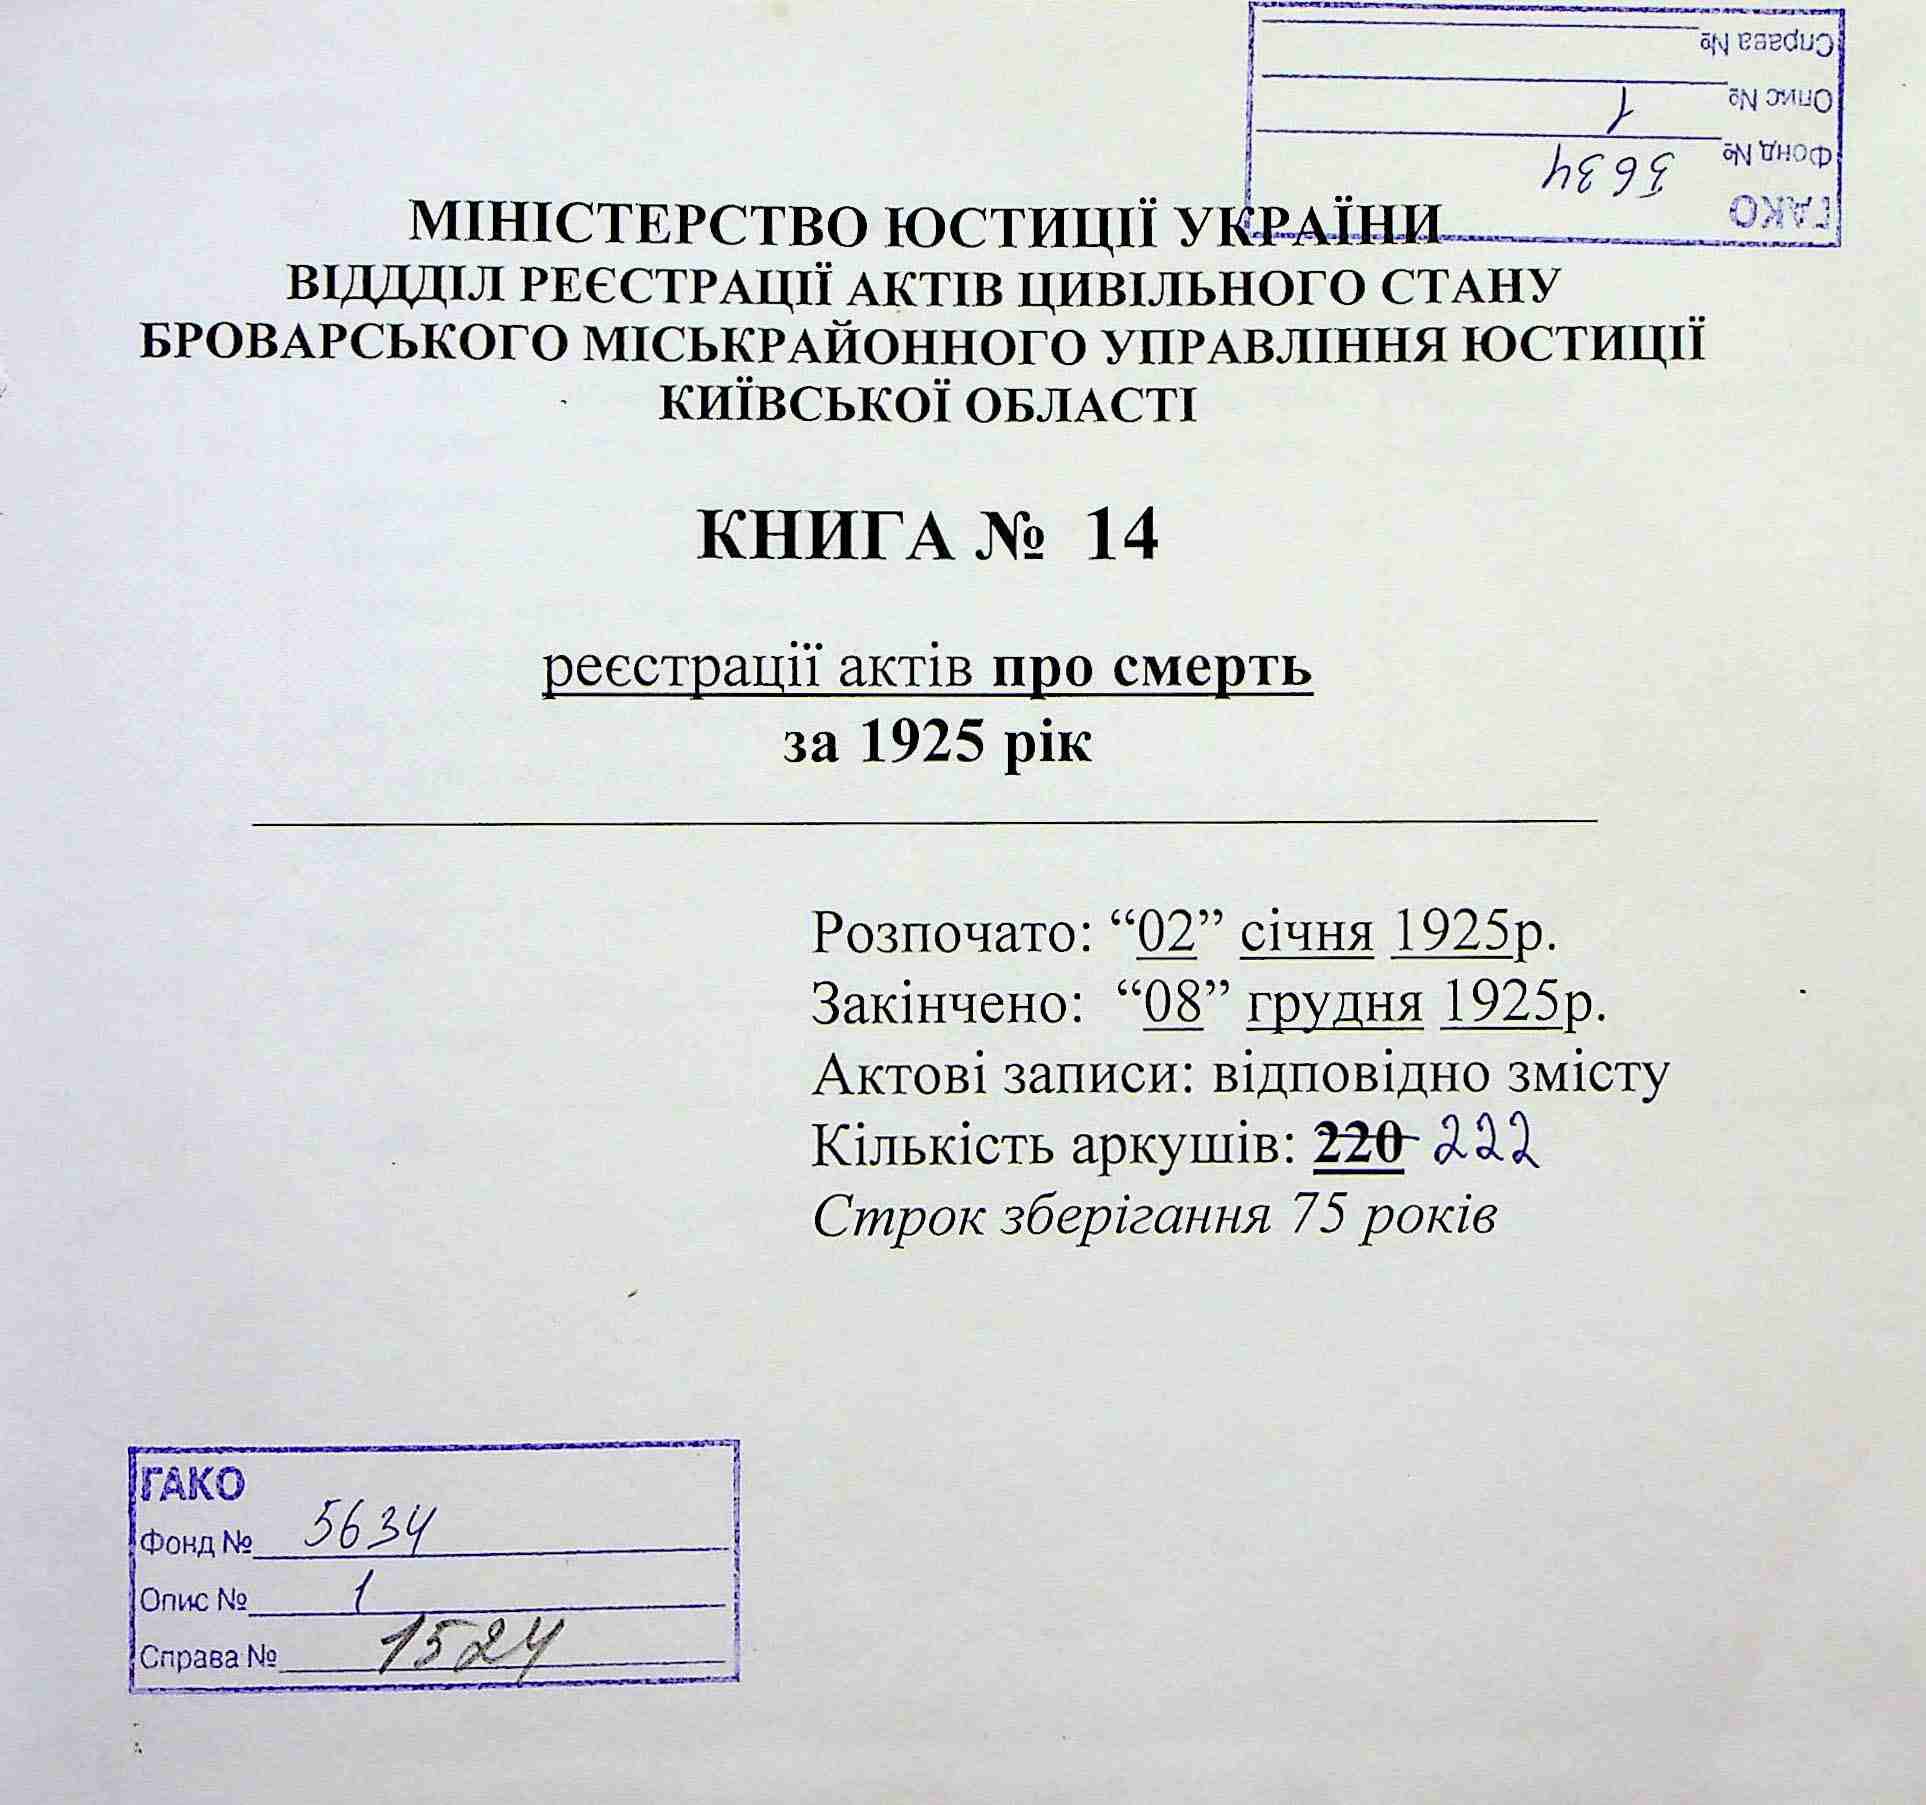 ГАКО
Фонд № 5634
Опис № 1
Справа №
МІНІСТЕРСТВО ЮСТИЦІЇ УКРАЇНИ
ВІДДДІЛ РЕЄСТРАЦІЇ АКТІВ ЦИВІЛЬНОГО СТАНУ
БРОВАРСЬКОГО МІСЬКРАЙОННОГО УПРАВЛІННЯ ЮСТИЦІЇ
КИЇВСЬКОЇ ОБЛАСТІ
КНИГА № 14
реєстрації актів про смерть
за 1925 рік
Розпочато: “02” січня 1925р.
Закінчено: “08” грудня 1925р.
Актові записи: відповідно змісту
Кількість аркушів: 220 222
Строк зберігання 75 років
ГАКО
Фонд № 5634
Опис № 1
Справа № 1524